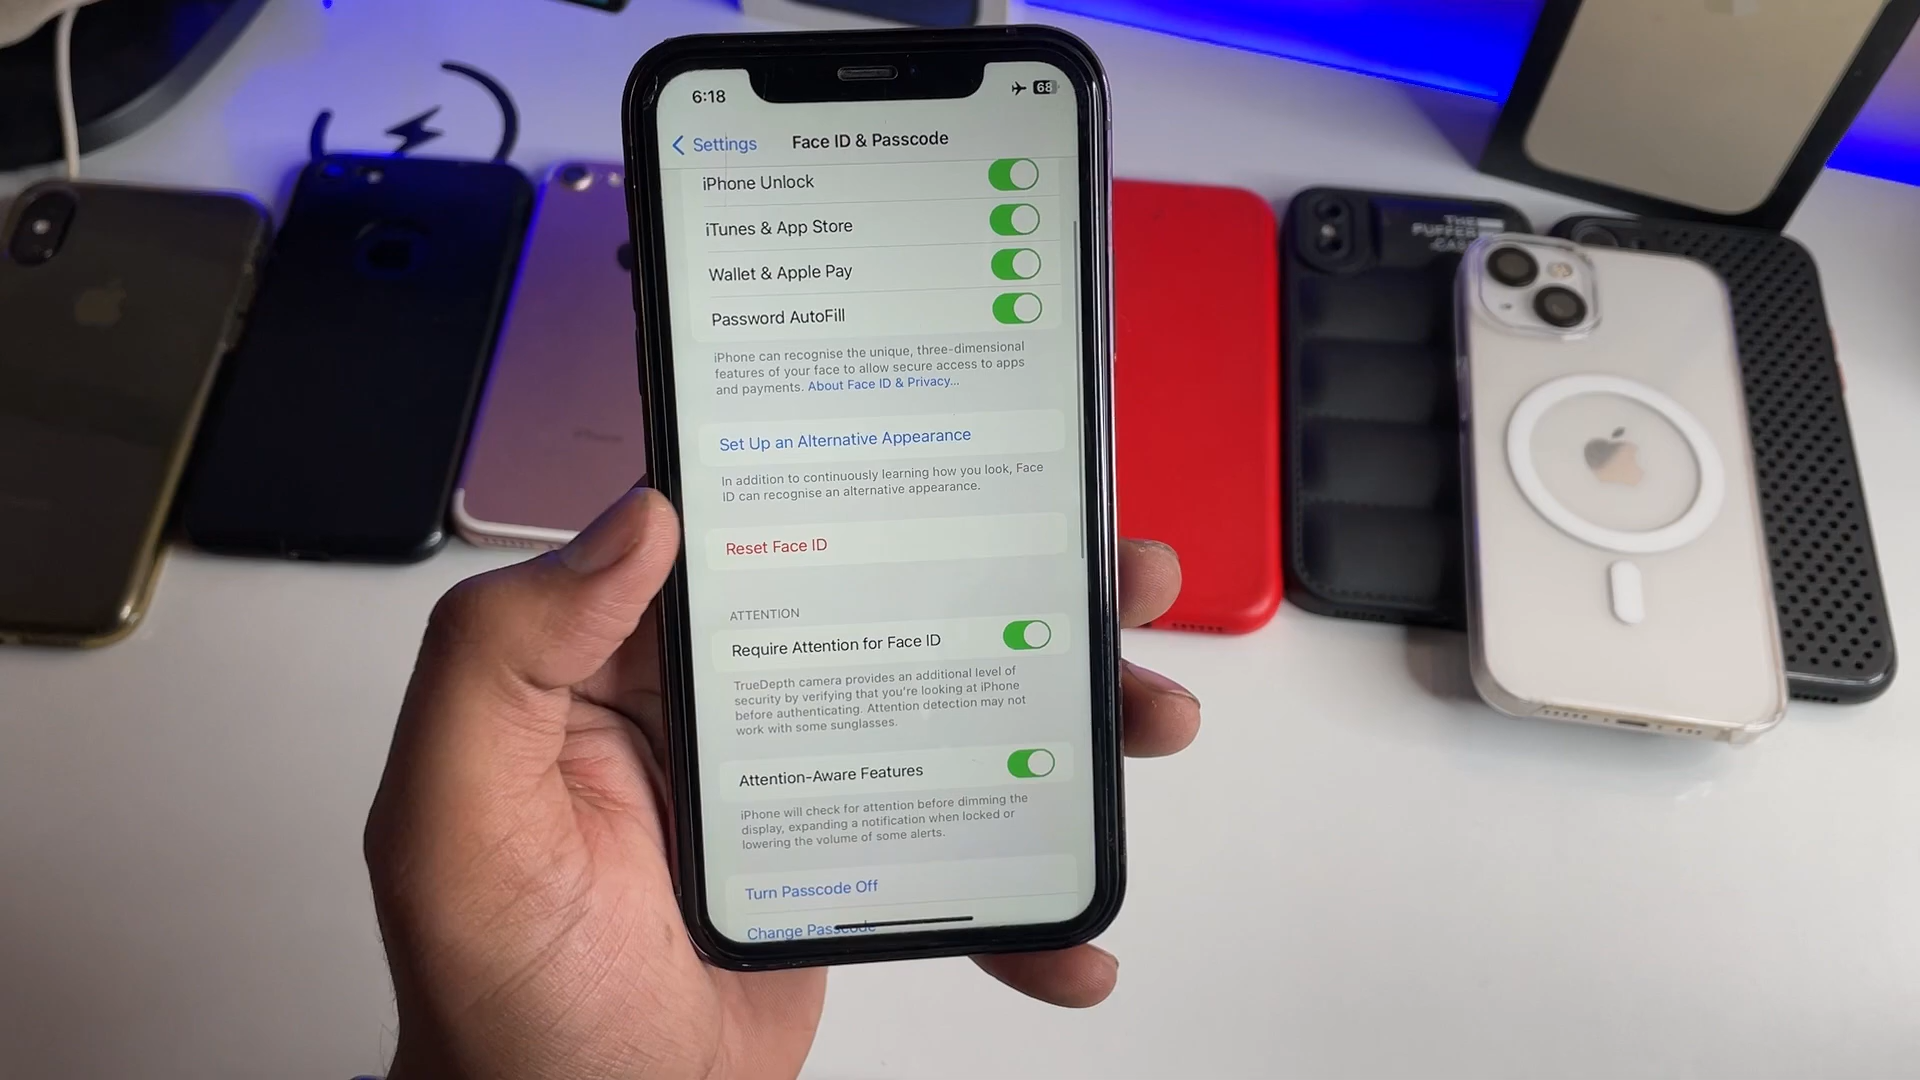 6:18
68
Settings
Face ID & Passcode
iPhone Unlock
iTunes & App Store
Wallet & Apple Pay
Password AutoFill
iPhone can recognise the unique, three-dimensional
features of your face to allow secure access to apps
and payments. About Face ID & Privacy...
Set Up an Alternative Appearance
In addition to continuously learning how you look, Face
ID can recognise an alternative appearance.
Reset Face ID
ATTENTION
Require Attention for Face ID
TrueDepth camera provides an additional level of
security by verifying that you're looking at iPhone
before authenticating. Attention detection may not
work with some sunglasses.
Attention-Aware Features
iPhone will check for attention before dimming the
display, expanding a notification when locked or
lowering the volume of some alerts.
Turn Passcode Off
Change Passcode
THE
PUFFER
CASE